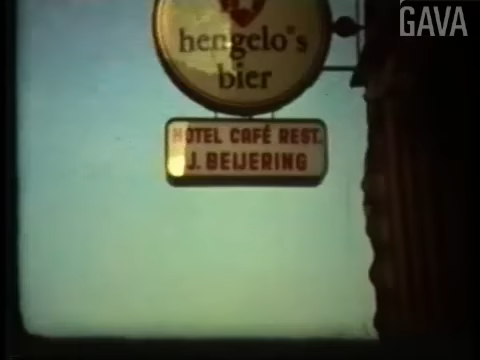 GAVA
hengelo's
bier
HOTEL CAFÉ REST.
J. BEIJERING